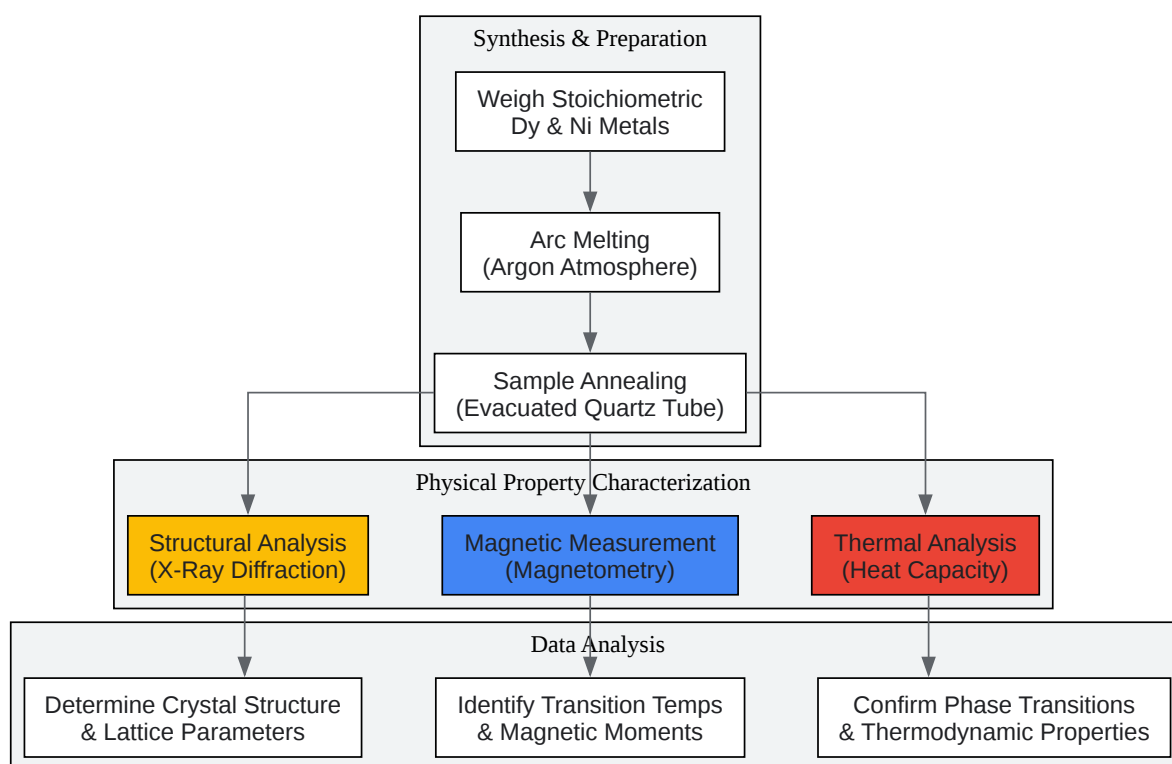 Synthesis & Preparation
Weigh Stoichiometric
Dy & Ni Metals
Arc Melting
(Argon Atmosphere)
Sample Annealing
(Evacuated Quartz Tube)
Physical Property Characterization
Structural Analysis
(X-Ray Diffraction)
Magnetic Measurement
(Magnetometry)
Thermal Analysis
(Heat Capacity)
Data Analysis
Determine Crystal Structure
& Lattice Parameters
Identify Transition Temps
& Magnetic Moments
Confirm Phase Transitions
& Thermodynamic Properties